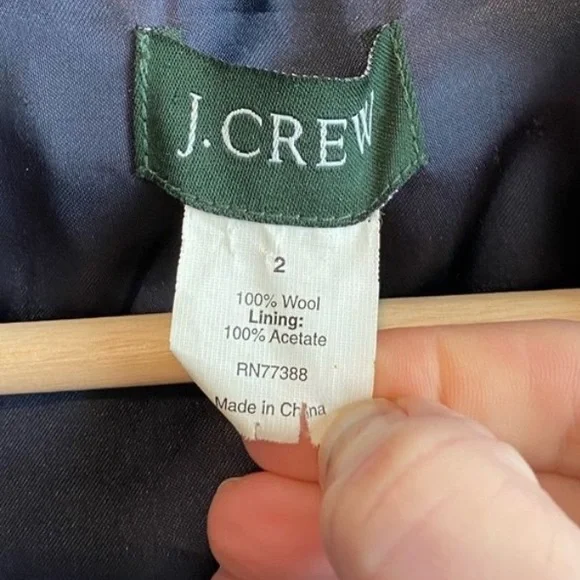 J.CREW
2
100% Wool
Lining:
100% Acetate
RN77388
Made in China